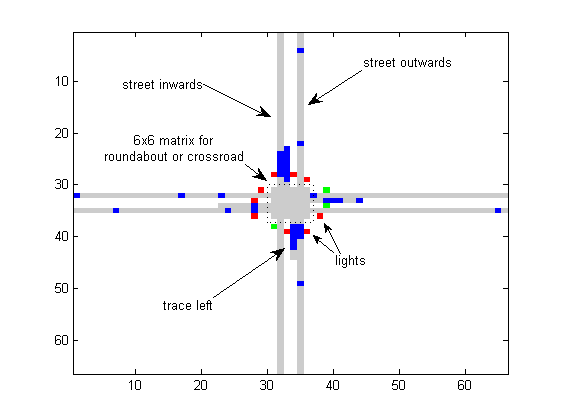 street outwards
street inwards
6x6 matrix for
roundabout or crossroad
lights
trace left
10
20
30
40
50
60
10
20
30
40
50
60